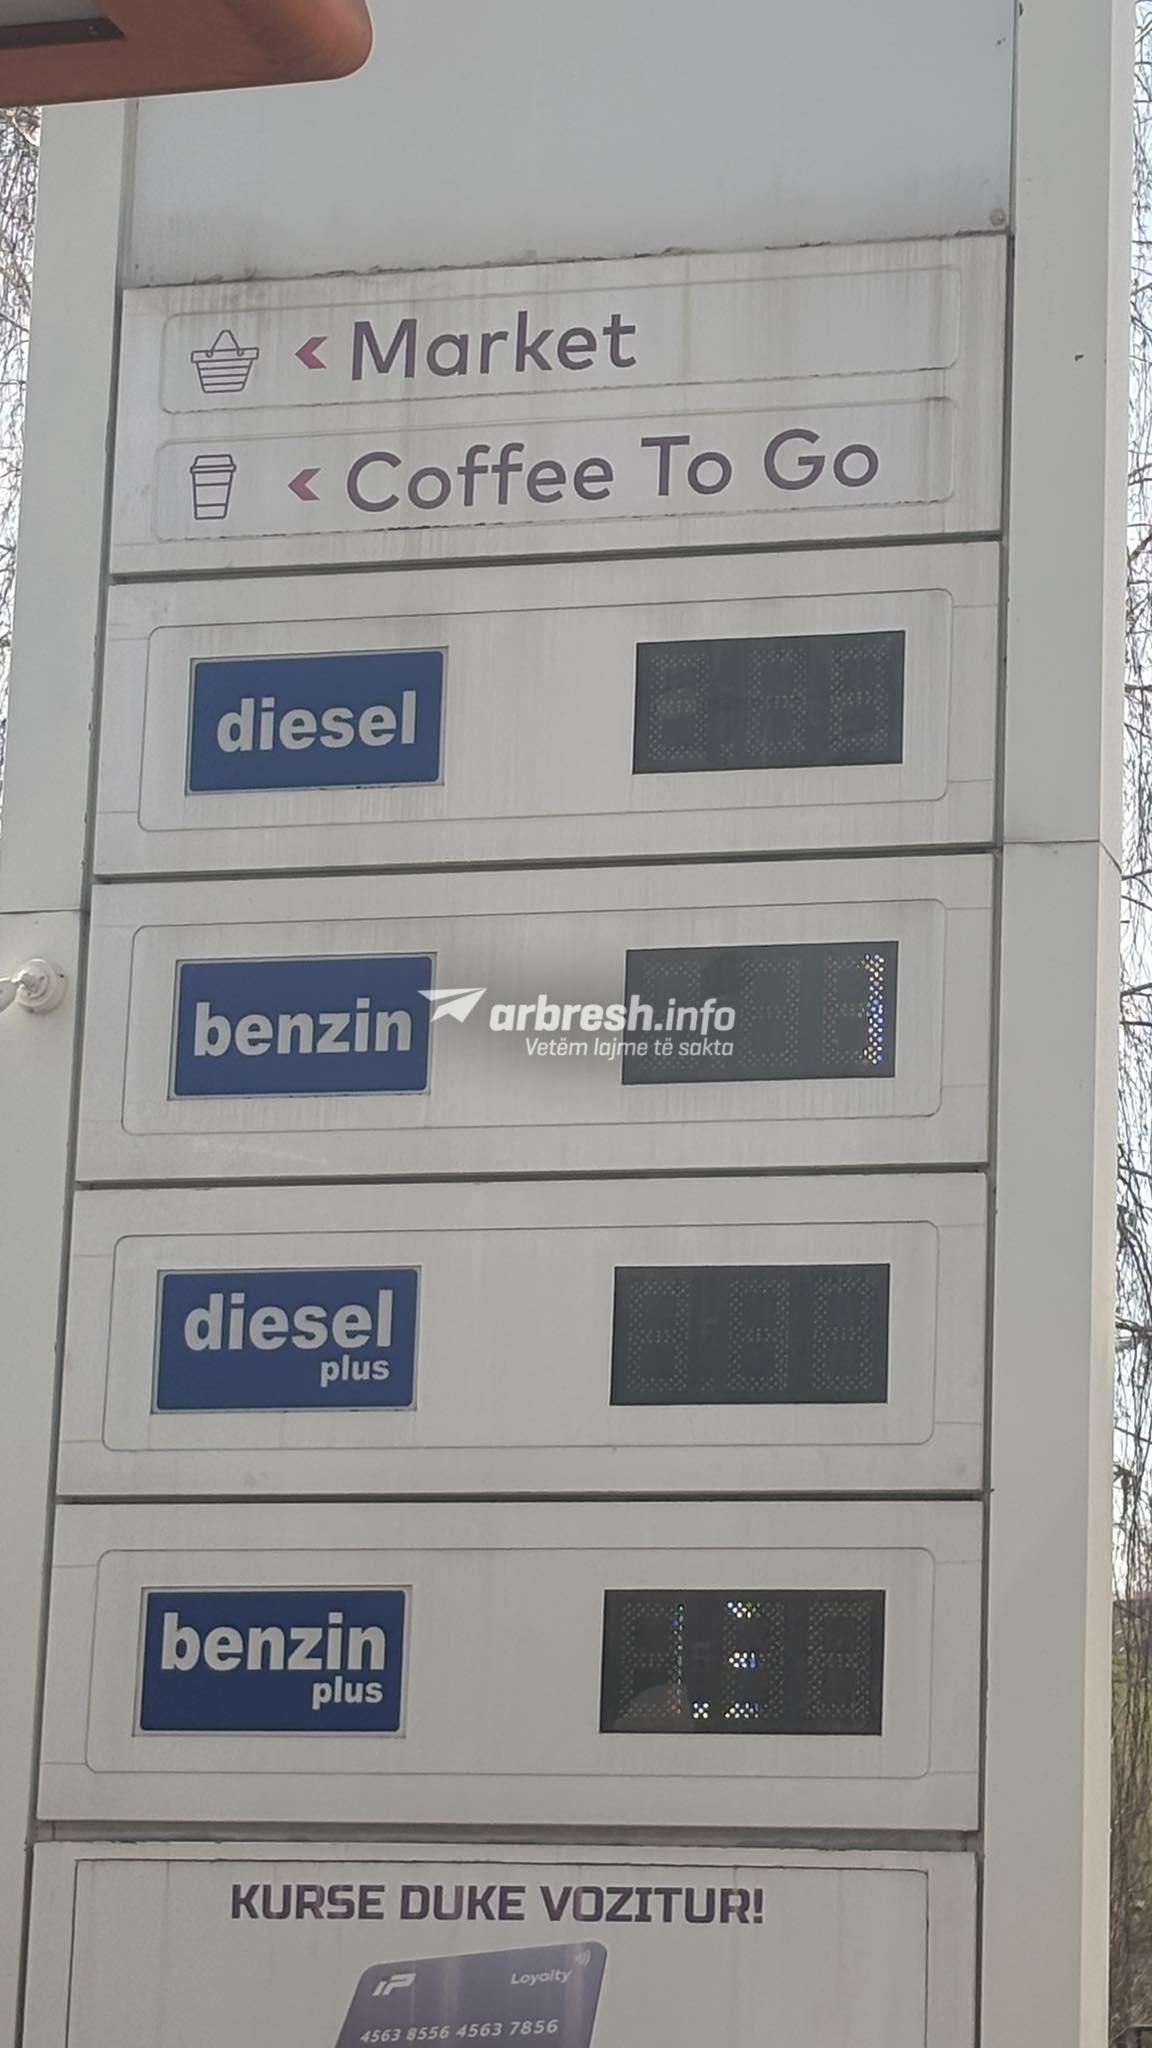 Market
Coffee To Go
diesel
benzin
arbresh.info
Vetëm lajme të sakta
diesel
plus
benzin
plus
KURSE DUKE VOZITUR!
iP
Loyalty
4563 8556 4563 7856